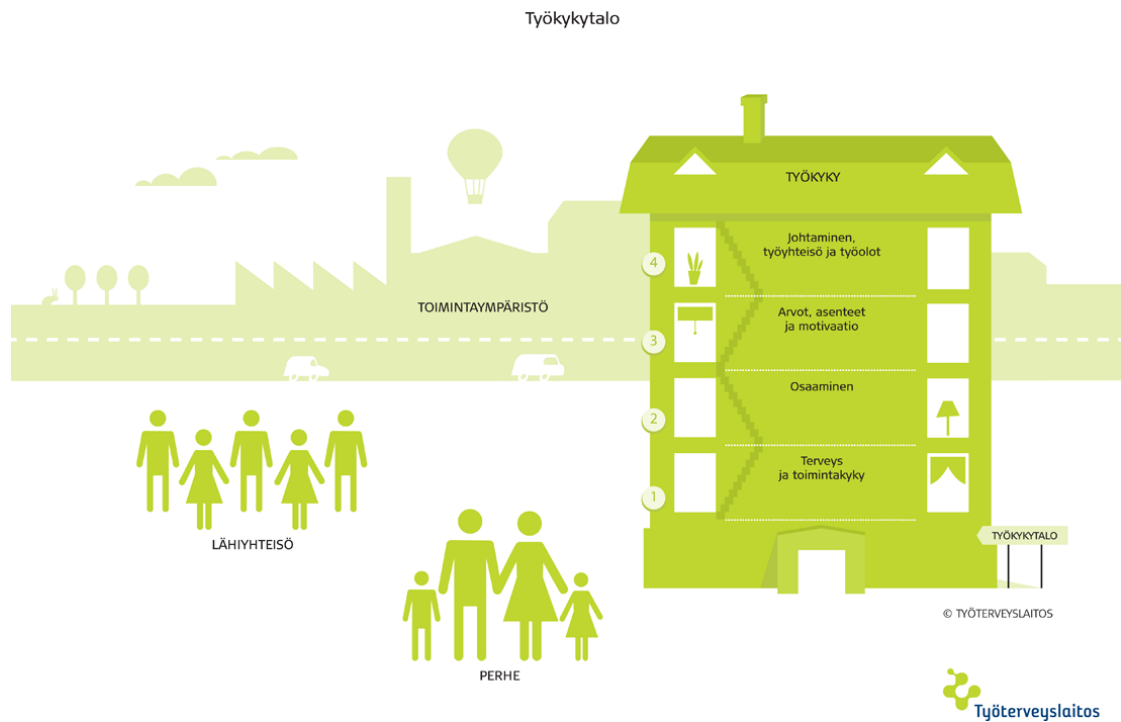 Työkykytalo
TYÖKYKY
4
Johtaminen,
työyhteisö ja työolot
3
Arvot, asenteet
ja motivaatio
2
Osaaminen
1
Terveys
ja toimintakyky
TOIMINTAYMPÄRISTÖ
LÄHIYHTEISÖ
PERHE
TYÖKYKYTALO
© TYÖTERVEYSLAITOS
Työterveyslaitos